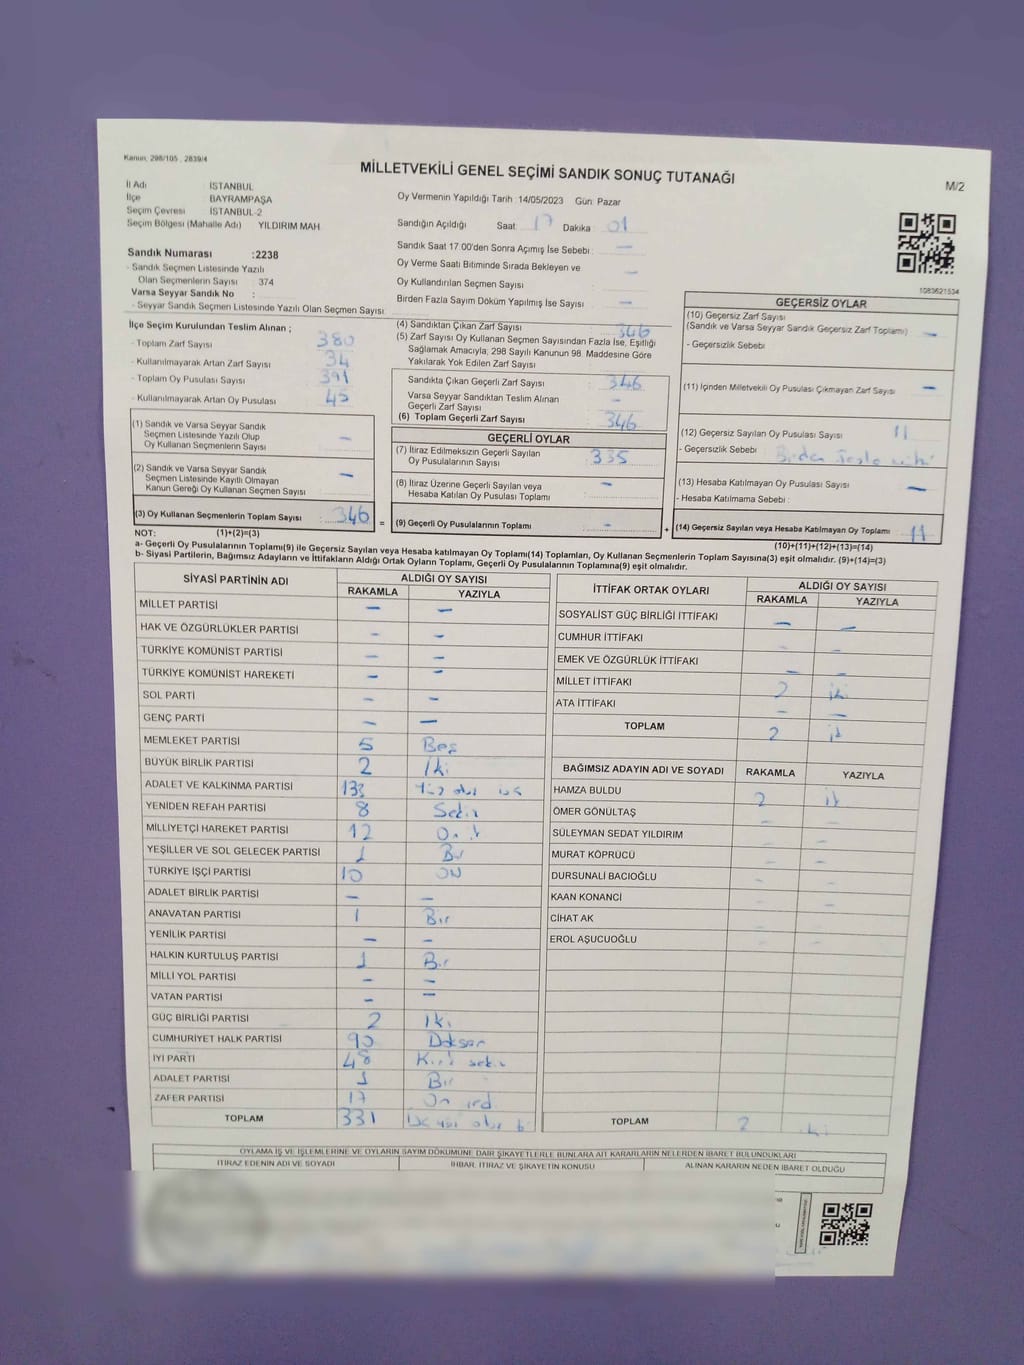 Kanun, 298/105 , 2839/4
MİLLETVEKİLİ GENEL SEÇİMİ SANDIK SONUÇ TUTANAĞI
M/2
İl Adı İSTANBUL
İlçe BAYRAMPAŞA
Seçim Çevresi İSTANBUL-2
Seçim Bölgesi (Mahalle Adı) YILDIRIM MAH
Oy Vermenin Yapıldığı Tarih : 14/05/2023 Gün: Pazar
Sandığın Açıldığı Saat 17 Dakika : 01
Sandık Saat 17:00'den Sonra Açımış İse Sebebi : —
Oy Verme Saati Bitiminde Sırada Bekleyen ve
Oy Kullandırılan Seçmen Sayısı : —
Birden Fazla Sayım Döküm Yapılmış İse Sayısı : —
Sandık Numarası :2238
- Sandık Seçmen Listesinde Yazılı
Olan Seçmenlerin Sayısı : 374
Varsa Seyyar Sandık No :
- Seyyar Sandık Seçmen Listesinde Yazılı Olan Seçmen Sayısı:
1083621534
İlçe Seçim Kurulundan Teslim Alınan ;
- Toplam Zarf Sayısı : 380
- Kullanılmayarak Artan Zarf Sayısı : 34
- Toplam Oy Pusulası Sayısı : 391
- Kullanılmayarak Artan Oy Pusulası : 45
(1) Sandık ve Varsa Seyyar Sandık
Seçmen Listesinde Yazılı Olup
Oy Kullanan Seçmenlerin Sayısı : —
(2) Sandık ve Varsa Seyyar Sandık
Seçmen Listesinde Kayıtlı Olmayan
Kanun Gereği Oy Kullanan Seçmen Sayısı : —
(3) Oy Kullanan Seçmenlerin Toplam Sayısı : 346
(1)+(2)=(3)
(4) Sandıktan Çıkan Zarf Sayısı : 346
(5) Zarf Sayısı Oy Kullanan Seçmen Sayısından Fazla İse, Eşitliği
Sağlamak Amacıyla, 298 Sayılı Kanunun 98. Maddesine Göre
Yakılarak Yok Edilen Zarf Sayısı :
Sandıkta Çıkan Geçerli Zarf Sayısı : 346
Varsa Seyyar Sandıktan Teslim Alınan
Geçerli Zarf Sayısı : —
(6) Toplam Geçerli Zarf Sayısı : 346
GEÇERLİ OYLAR
(7) İtiraz Edilmeksizin Geçerli Sayılan
Oy Pusulalarının Sayısı : 335
(8) İtiraz Üzerine Geçerli Sayılan veya
Hesaba Katılan Oy Pusulası Toplamı : —
= (9) Geçerli Oy Pusulalarının Toplamı : — +
GEÇERSİZ OYLAR
(10) Geçersiz Zarf Sayısı
(Sandık ve Varsa Seyyar Sandık Geçersiz Zarf Toplamı) : —
- Geçersizlik Sebebi :
(11) İçinden Milletvekili Oy Pusulası Çıkmayan Zarf Sayısı : —
(12) Geçersiz Sayılan Oy Pusulası Sayısı : 11
- Geçersizlik Sebebi : Birden
(13) Hesaba Katılmayan Oy Pusulası Sayısı : —
- Hesaba Katılmama Sebebi :
(14) Geçersiz Sayılan veya Hesaba Katılmayan Oy Toplamı : 11
(10)+(11)+(12)+(13)=(14)
NOT:
a- Geçerli Oy Pusulalarının Toplamı(9) ile Geçersiz Sayılan veya Hesaba katılmayan Oy Toplamı(14) Toplamları, Oy Kullanan Seçmenlerin Toplam Sayısına(3) eşit olmalıdır. (9)+(14)=(3)
b- Siyasi Partilerin, Bağımsız Adayların ve İttifakların Aldığı Ortak Oyların Toplamı, Geçerli Oy Pusulalarının Toplamına(9) eşit olmalıdır.
SİYASİ PARTİNİN ADI ALDIĞI OY SAYISI
RAKAMLA YAZIYLA
MİLLET PARTİSİ — —
HAK VE ÖZGÜRLÜKLER PARTİSİ — —
TÜRKİYE KOMÜNİST PARTİSİ — —
TÜRKİYE KOMÜNİST HAREKETİ — —
SOL PARTİ — —
GENÇ PARTİ — —
MEMLEKET PARTİSİ 5 Beş
BÜYÜK BİRLİK PARTİSİ 2 İki
ADALET VE KALKINMA PARTİSİ 133
YENİDEN REFAH PARTİSİ 8 Sekiz
MİLLİYETÇİ HAREKET PARTİSİ 12
YEŞİLLER VE SOL GELECEK PARTİSİ 1 Bir
TÜRKİYE İŞÇİ PARTİSİ 10 ON
ADALET BİRLİK PARTİSİ — —
ANAVATAN PARTİSİ 1 Bir
YENİLİK PARTİSİ — —
HALKIN KURTULUŞ PARTİSİ 1 Bir
MİLLİ YOL PARTİSİ — —
VATAN PARTİSİ — —
GÜÇ BİRLİĞİ PARTİSİ 2 İki
CUMHURİYET HALK PARTİSİ 90 Doksan
İYİ PARTİ 48 Kırk sekiz
ADALET PARTİSİ 1 Bir
ZAFER PARTİSİ 17 On yedi
TOPLAM 331
İTTİFAK ORTAK OYLARI ALDIĞI OY SAYISI
RAKAMLA YAZIYLA
SOSYALİST GÜÇ BİRLİĞİ İTTİFAKI — —
CUMHUR İTTİFAKI — —
EMEK VE ÖZGÜRLÜK İTTİFAKI — —
MİLLET İTTİFAKI 2 iki
ATA İTTİFAKI — —
TOPLAM 2
BAĞIMSIZ ADAYIN ADI VE SOYADI RAKAMLA YAZIYLA
HAMZA BULDU 2
ÖMER GÖNÜLTAŞ — —
SÜLEYMAN SEDAT YILDIRIM — —
MURAT KÖPRÜCÜ — —
DURSUNALİ BACIOĞLU — —
KAAN KONANCİ — —
CİHAT AK — —
EROL AŞUCUOĞLU — —
TOPLAM 2 iki
OYLAMA İŞ VE İŞLEMLERİNE VE OYLARIN SAYIM DÖKÜMÜNE DAİR ŞİKAYETLERLE BUNLARA AİT KARARLARIN NELERDEN İBARET BULUNDUKLARI
İTİRAZ EDENİN ADI VE SOYADI İHBAR, İTİRAZ VE ŞİKAYETİN KONUSU ALINAN KARARIN NEDEN İBARET OLDUĞU